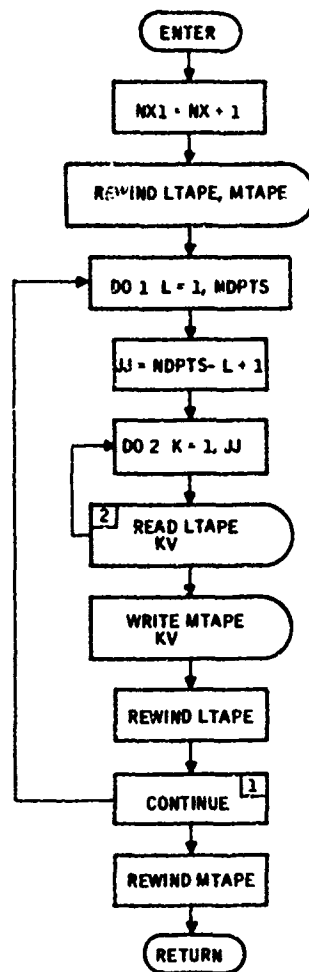 ENTER
NX1 = NX + 1
REWIND LTAPE, MTAPE
DO 1 L = 1, NDPTS
JJ = NDPTS - L + 1
DO 2 K = 1, JJ
2
READ LTAPE
KV
WRITE MTAPE
KV
REWIND LTAPE
1
CONTINUE
REWIND MTAPE
RETURN